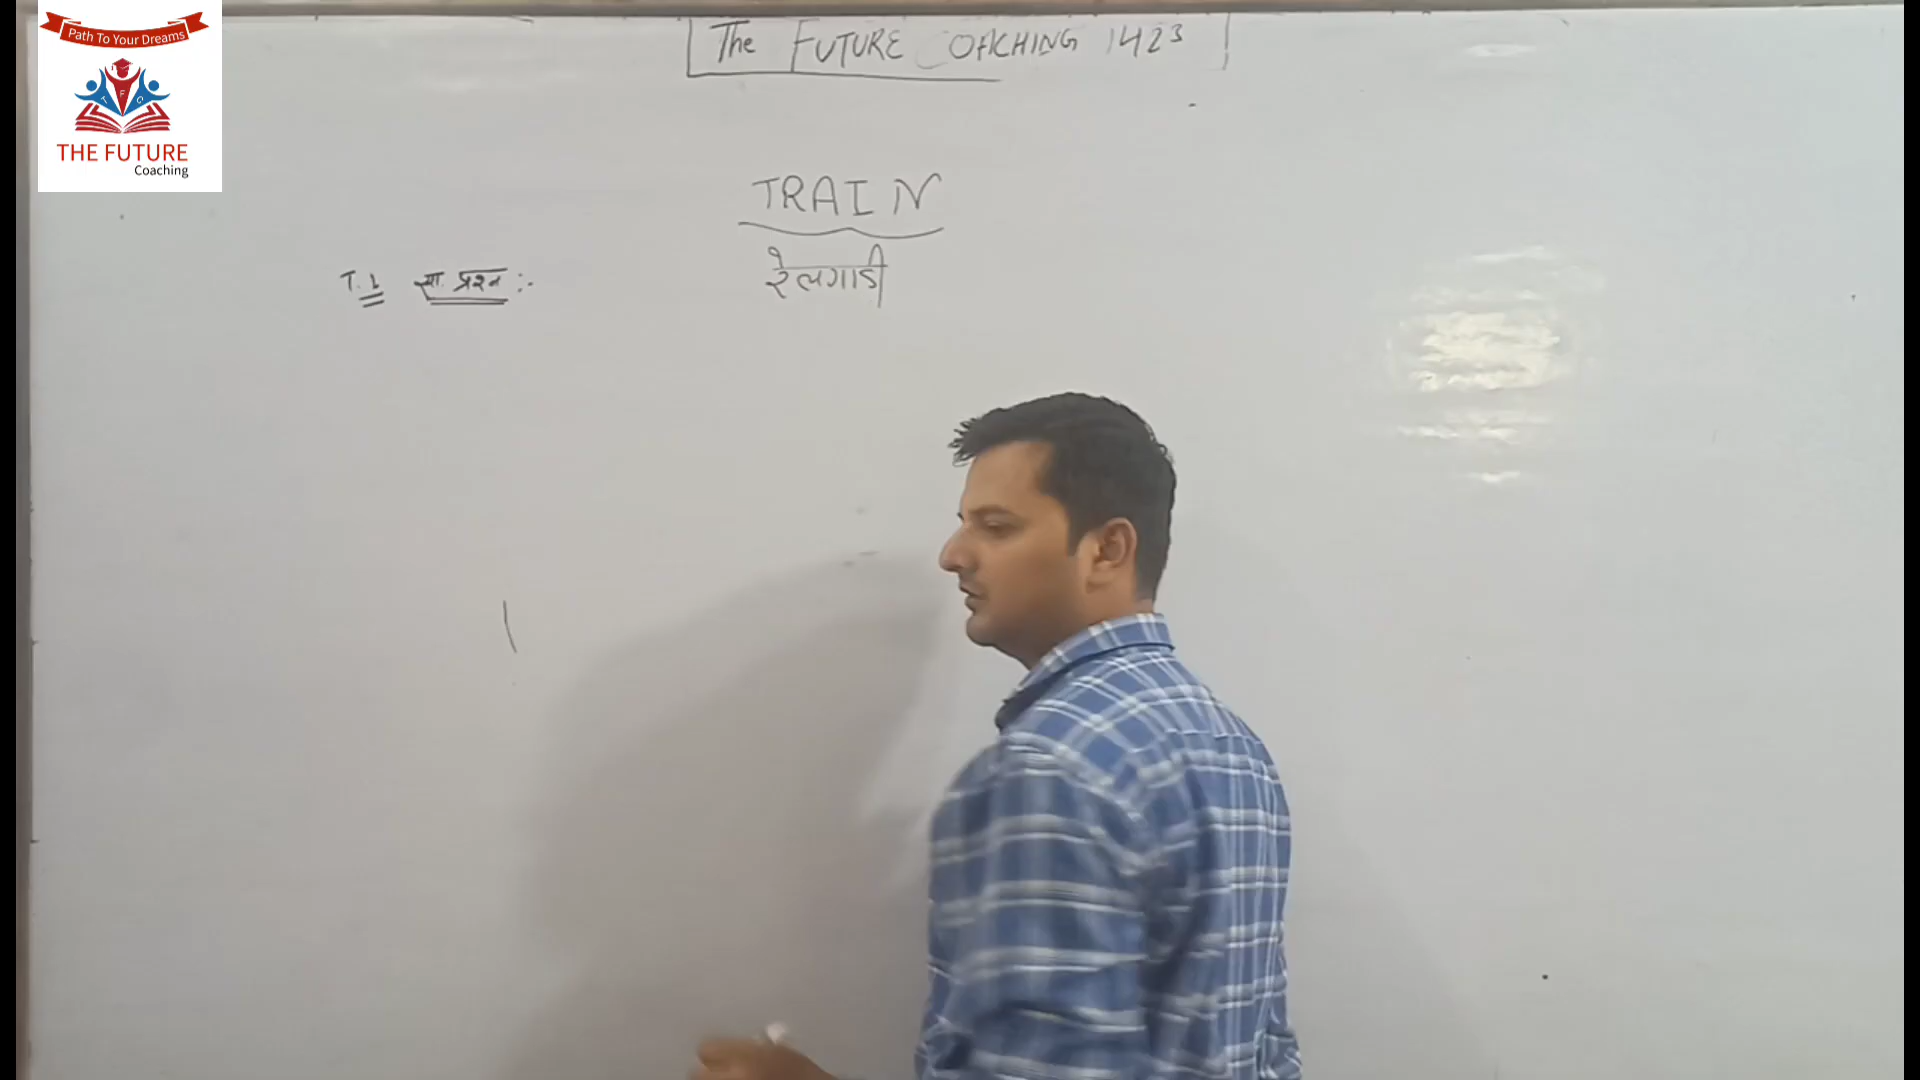 Path To Your Dreams
T F C
THE FUTURE
Coaching
The FUTURE COACHING 1423
TRAIN
रेलगाडी
T. 1 सा. प्रश्न :-